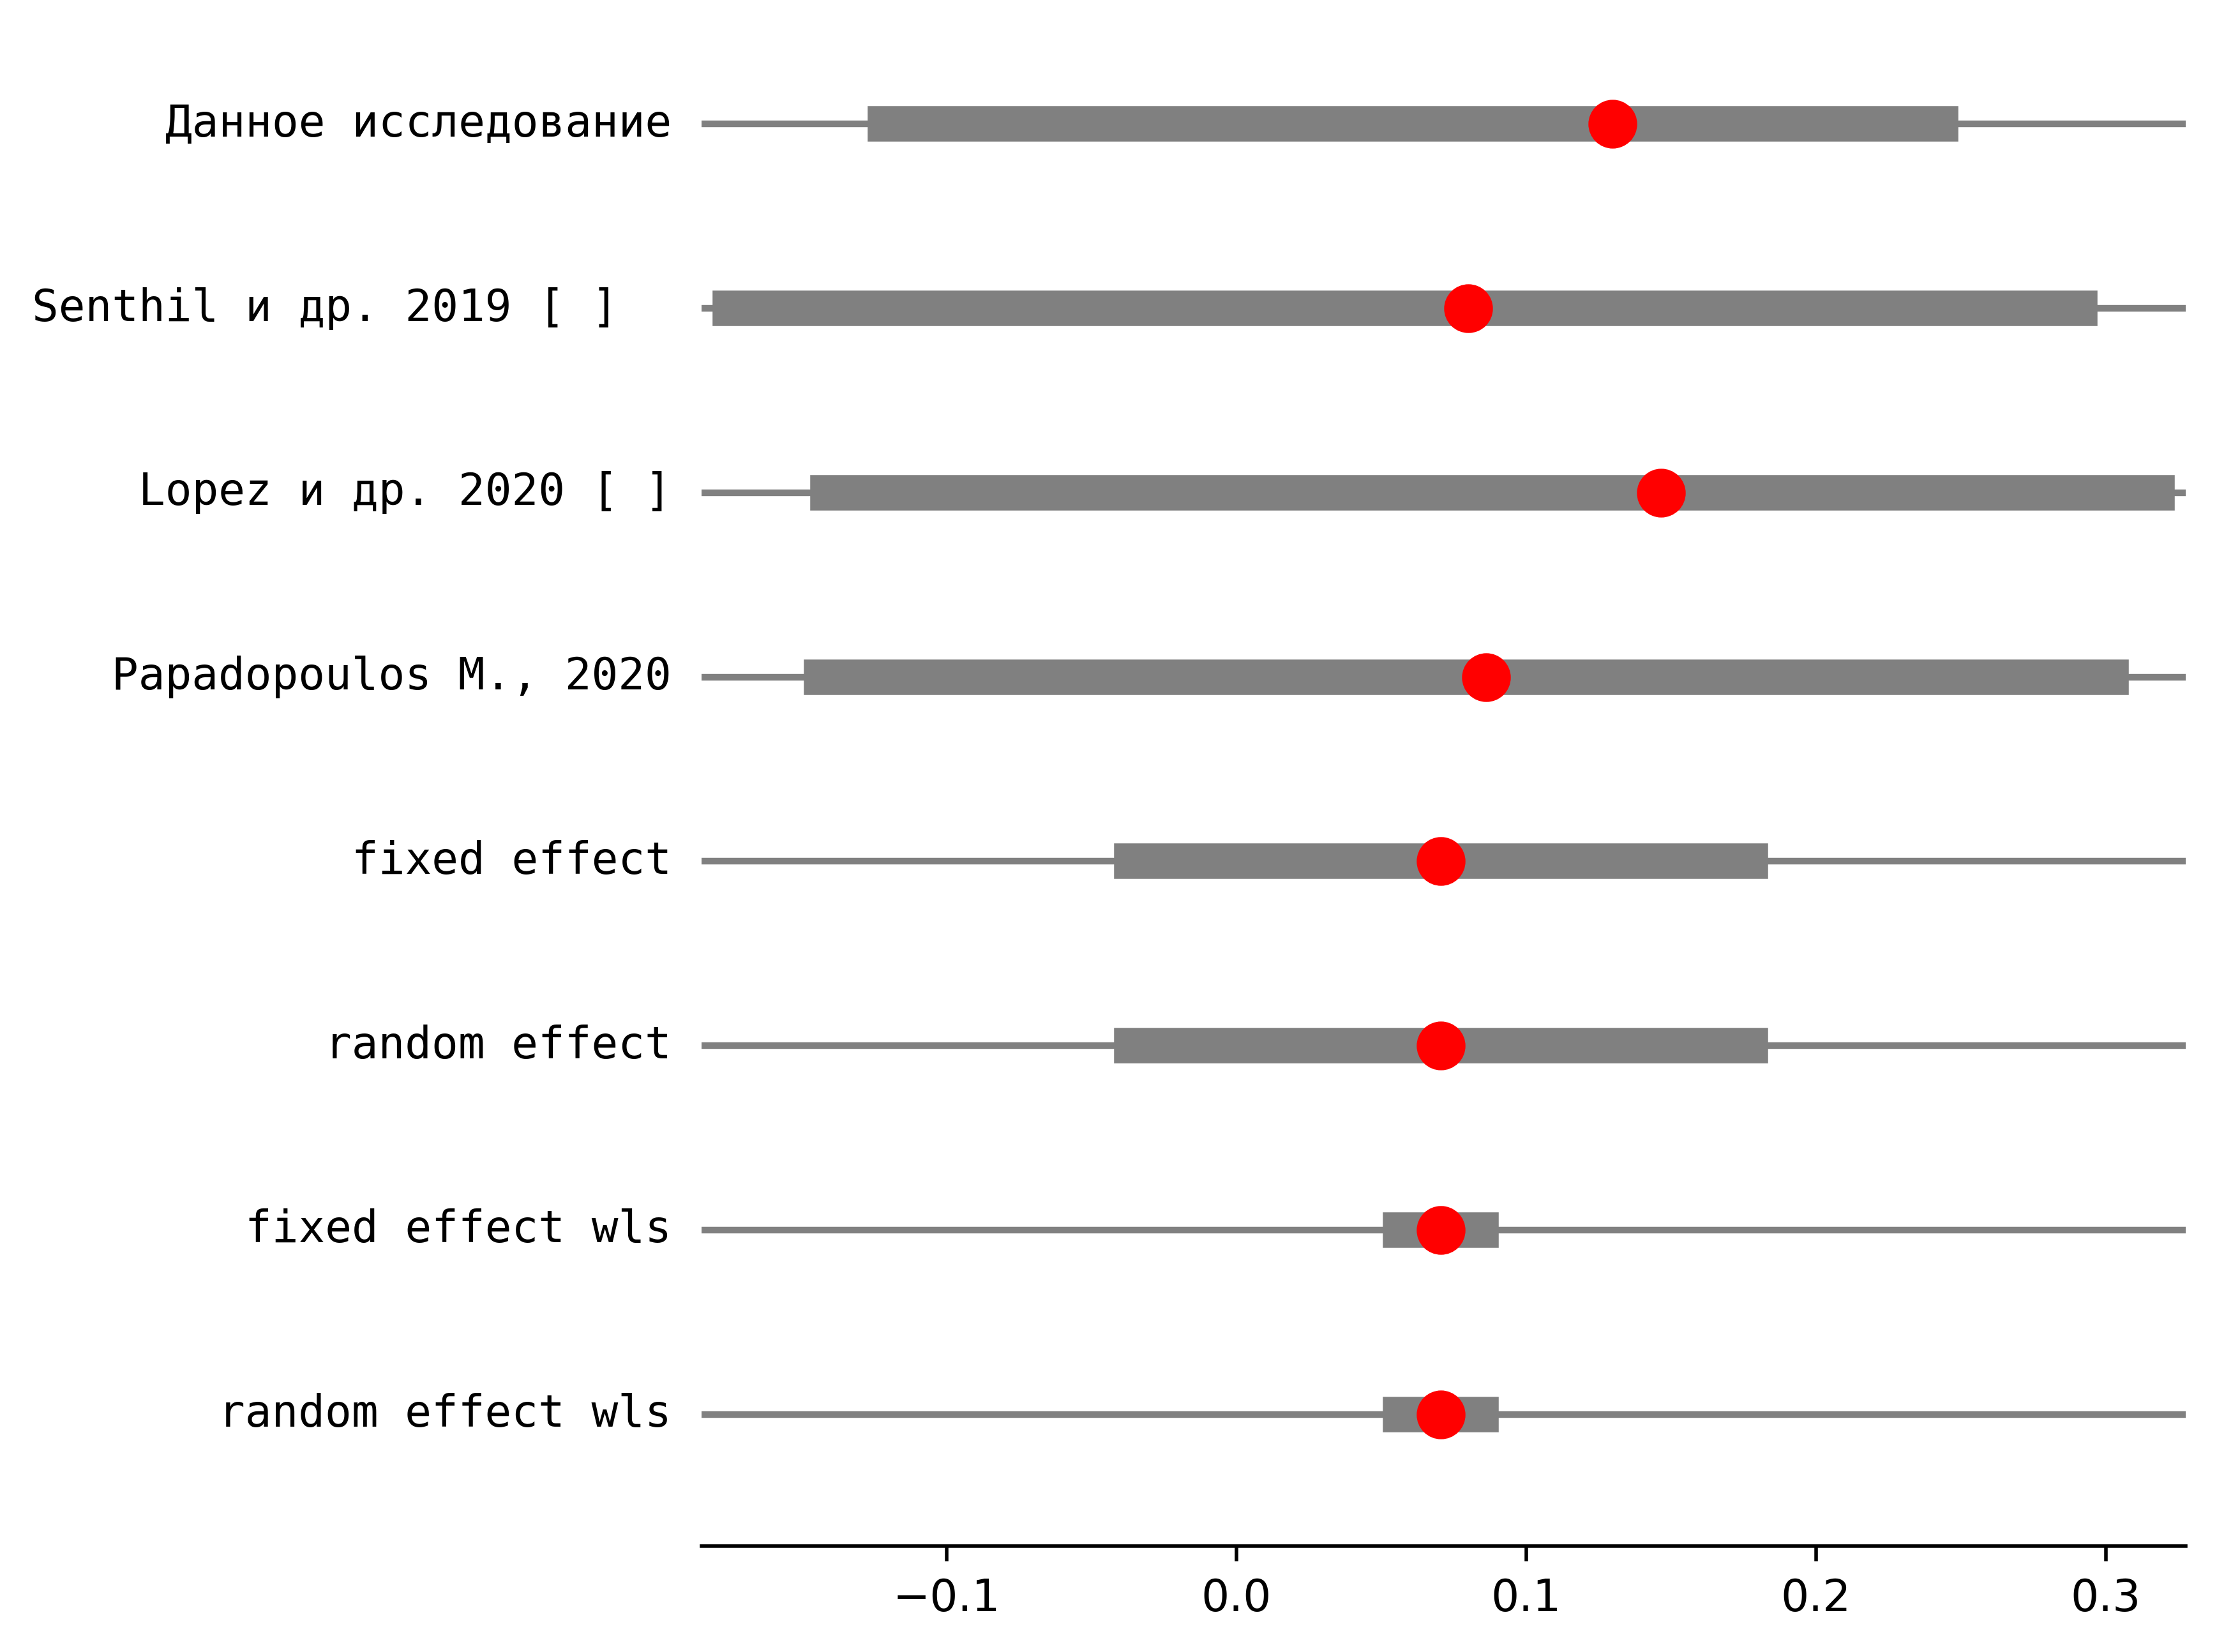 Данное исследование
Senthil и др. 2019 [ ]
Lopez и др. 2020 [ ]
Papadopoulos M., 2020
fixed effect
random effect
fixed effect wls
random effect wls
−0.1 0.0 0.1 0.2 0.3